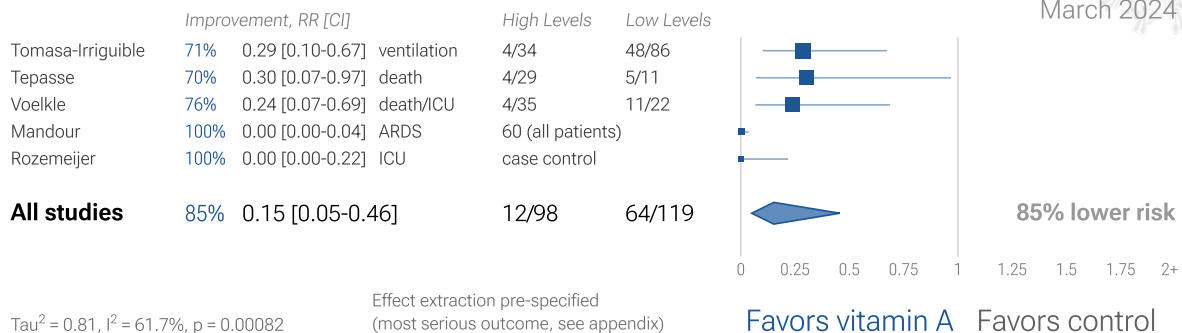 March 2024
Improvement, RR [CI] High Levels Low Levels
Tomasa-Irriguible 71% 0.29 [0.10-0.67] ventilation 4/34 48/86
Tepasse 70% 0.30 [0.07-0.97] death 4/29 5/11
Voelkle 76% 0.24 [0.07-0.69] death/ICU 4/35 11/22
Mandour 100% 0.00 [0.00-0.04] ARDS 60 (all patients)
Rozemeijer 100% 0.00 [0.00-0.22] ICU case control
All studies 85% 0.15 [0.05-0.46] 12/98 64/119 85% lower risk
0 0.25 0.5 0.75 1 1.25 1.5 1.75 2+
Effect extraction pre-specified
Tau² = 0.81, I² = 61.7%, p = 0.00082 (most serious outcome, see appendix) Favors vitamin A Favors control